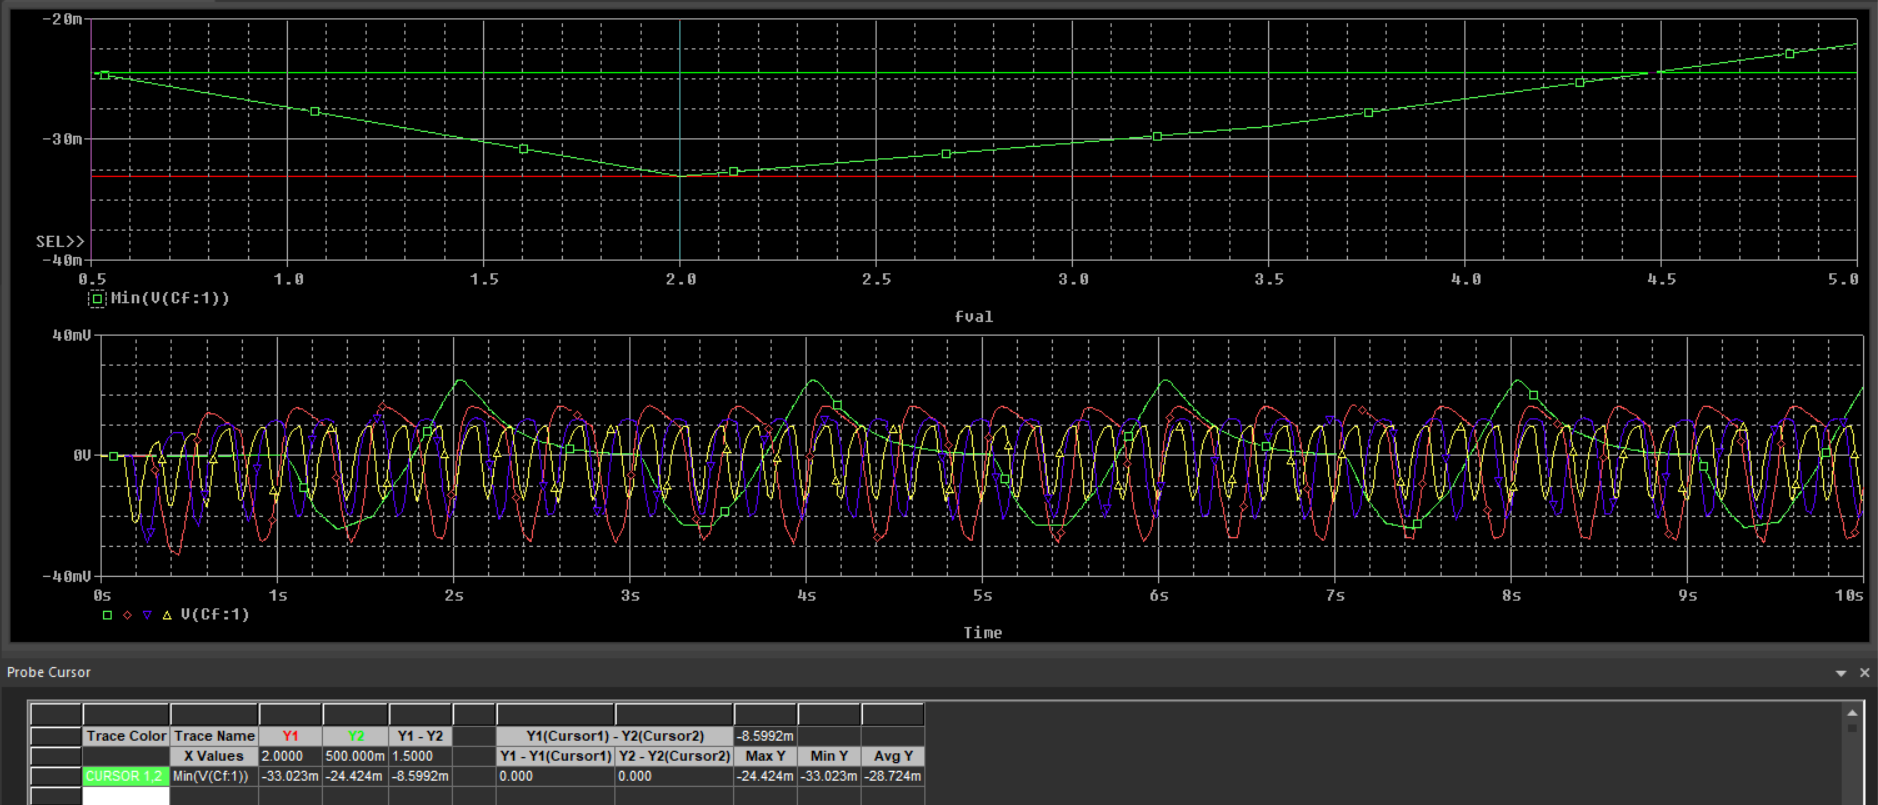 -20m
-30m
SEL>>
-40m
0.5 1.0 1.5 2.0 2.5 3.0 3.5 4.0 4.5 5.0
Min(V(Cf:1))
fval
40mV
0V
-40mV
0s 1s 2s 3s 4s 5s 6s 7s 8s 9s 10s
V(Cf:1)
Time
Probe Cursor
Trace Color Trace Name Y1 Y2 Y1 - Y2 Y1(Cursor1) - Y2(Cursor2) -8.5992m
X Values 2.0000 500.000m 1.5000 Y1 - Y1(Cursor1) Y2 - Y2(Cursor2) Max Y Min Y Avg Y
CURSOR 1,2 Min(V(Cf:1)) -33.023m -24.424m -8.5992m 0.000 0.000 -24.424m -33.023m -28.724m